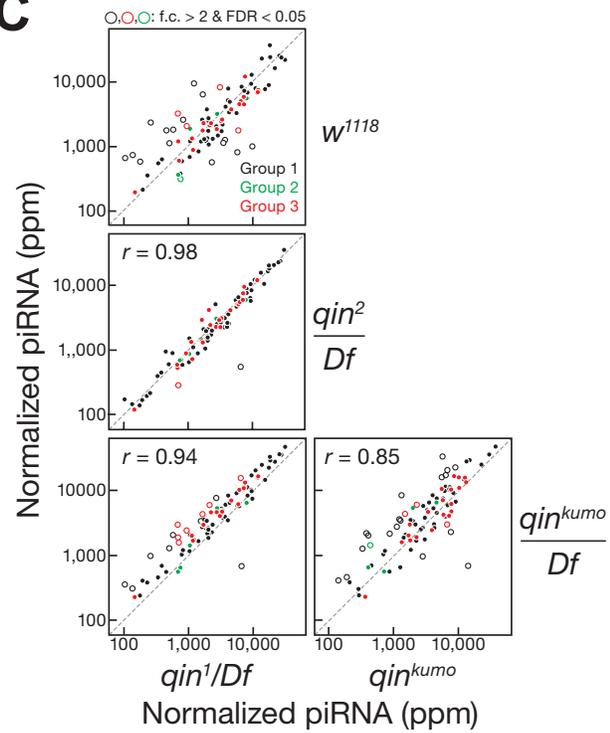 C
○,○,○: f.c. > 2 & FDR < 0.05
10,000
1,000
100
Group 1
Group 2
Group 3
w1118
r = 0.98
10,000
1,000
100
qin2
Df
r = 0.94
10000
1,000
100
r = 0.85
qinkumo
Df
100 1,000 10,000
100 1,000 10,000
qin1/Df
qinkumo
Normalized piRNA (ppm)
Normalized piRNA (ppm)